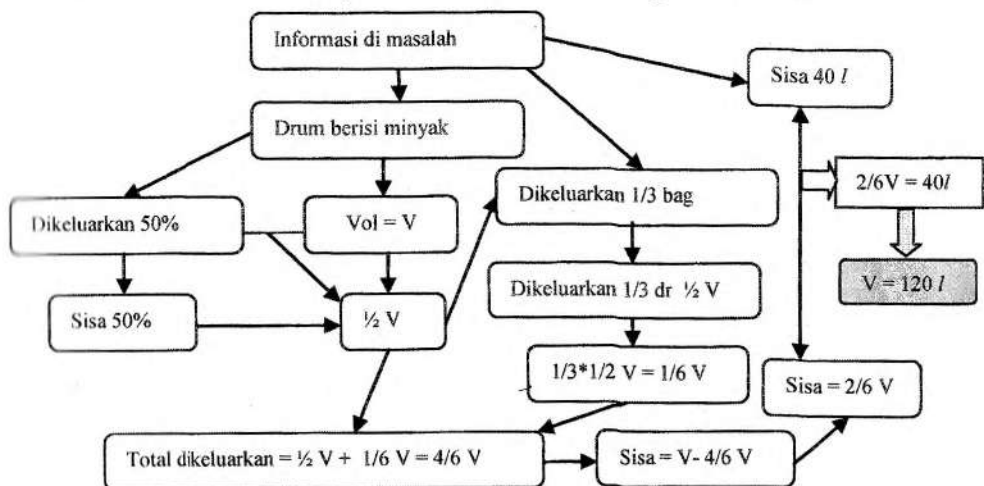 Informasi di masalah
Sisa 40 l
Drum berisi minyak
Dikeluarkan 50%
Vol = V
Dikeluarkan 1/3 bag
2/6V = 40l
Sisa 50%
½ V
Dikeluarkan 1/3 dr ½ V
V = 120 l
1/3*1/2 V = 1/6 V
Sisa = 2/6 V
Total dikeluarkan = ½ V + 1/6 V = 4/6 V
Sisa = V- 4/6 V